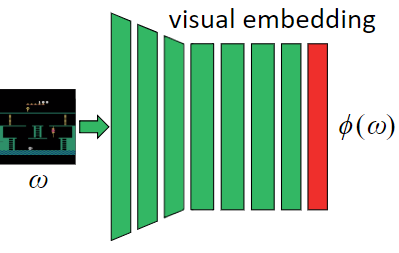 visual embedding
ϕ(ω)
ω